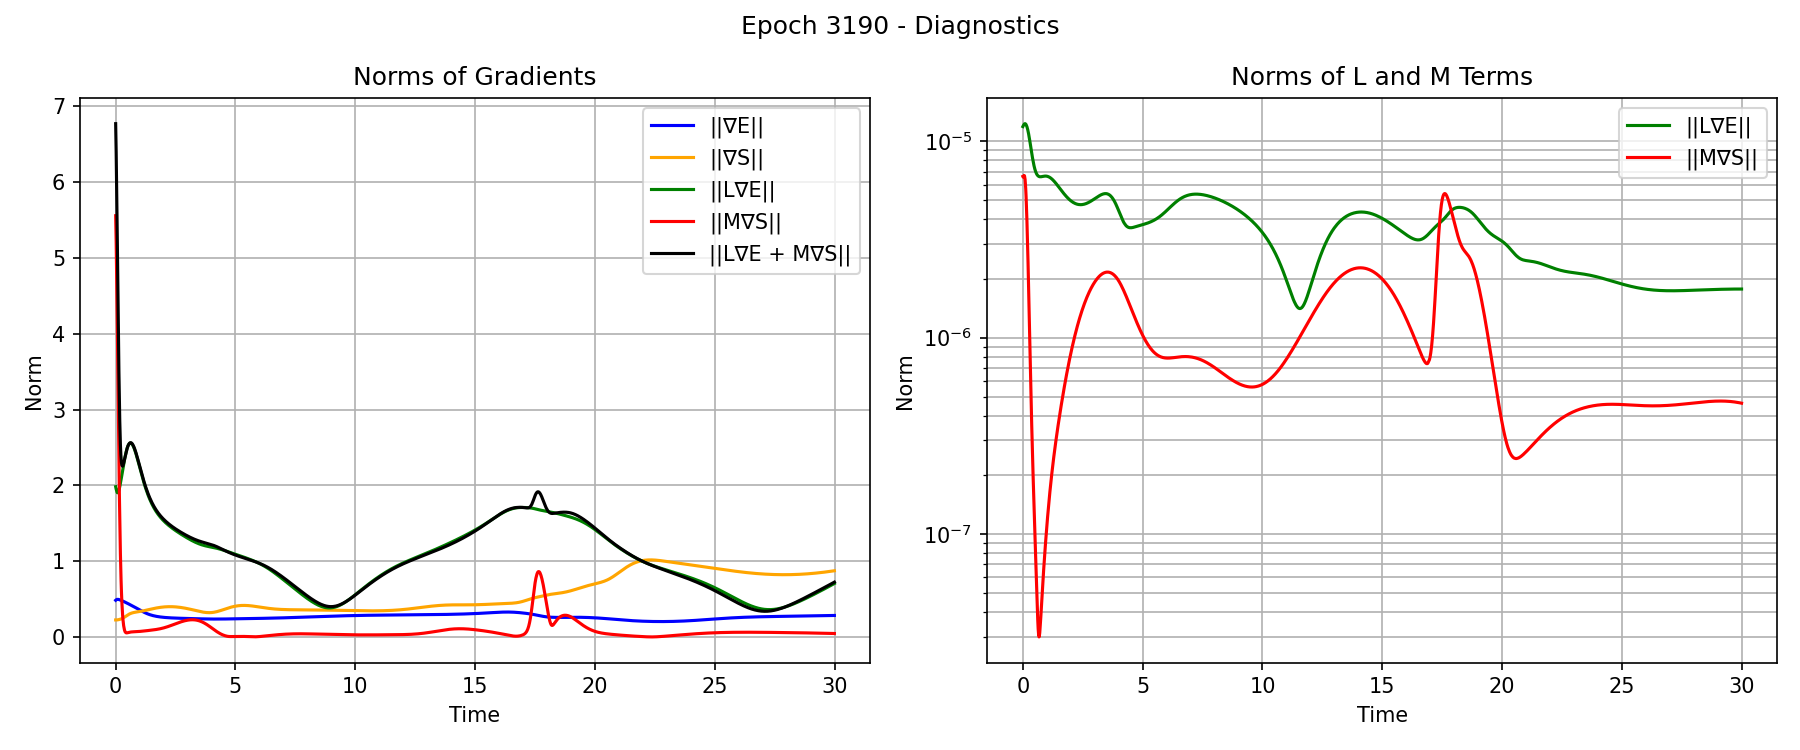 Epoch 3190 - Diagnostics
Norms of Gradients
Norm
7
6
5
4
3
2
1
0
||∇E||
||∇S||
||L∇E||
||M∇S||
||L∇E + M∇S||
0 5 10 15 20 25 30
Time
Norms of L and M Terms
Norm
10⁻⁵
10⁻⁶
10⁻⁷
||L∇E||
||M∇S||
0 5 10 15 20 25 30
Time